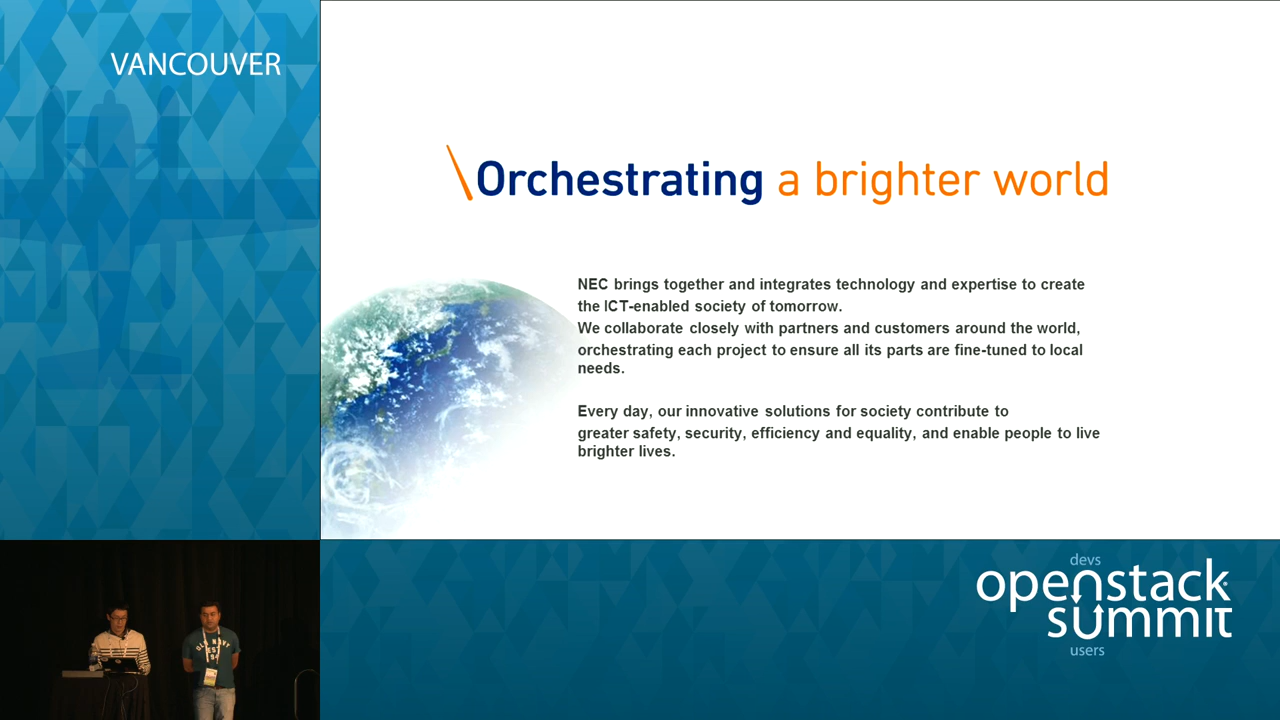 VANCOUVER
\Orchestrating a brighter world
NEC brings together and integrates technology and expertise to create
the ICT-enabled society of tomorrow.
We collaborate closely with partners and customers around the world,
orchestrating each project to ensure all its parts are fine-tuned to local
needs.
Every day, our innovative solutions for society contribute to
greater safety, security, efficiency and equality, and enable people to live
brighter lives.
devs
openstack
summit
users
OLD NAVY
EST